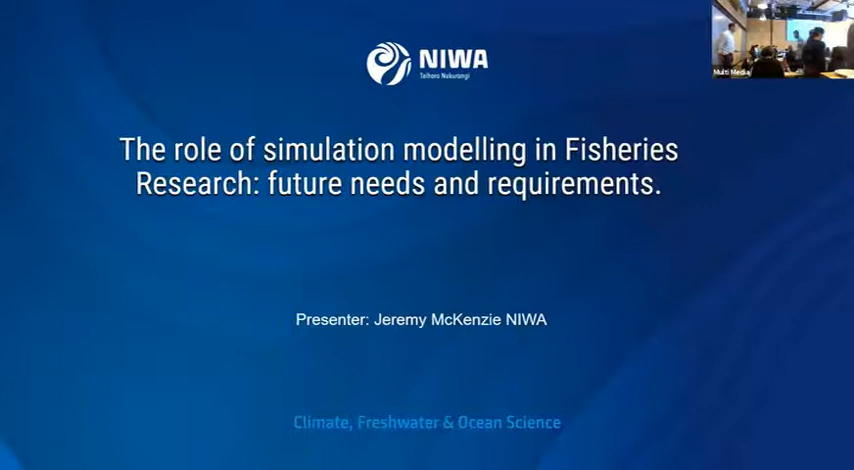 NIWA
Taihoro Nukurangi
Multi Media
The role of simulation modelling in Fisheries
Research: future needs and requirements.
Presenter: Jeremy McKenzie NIWA
Climate, Freshwater & Ocean Science